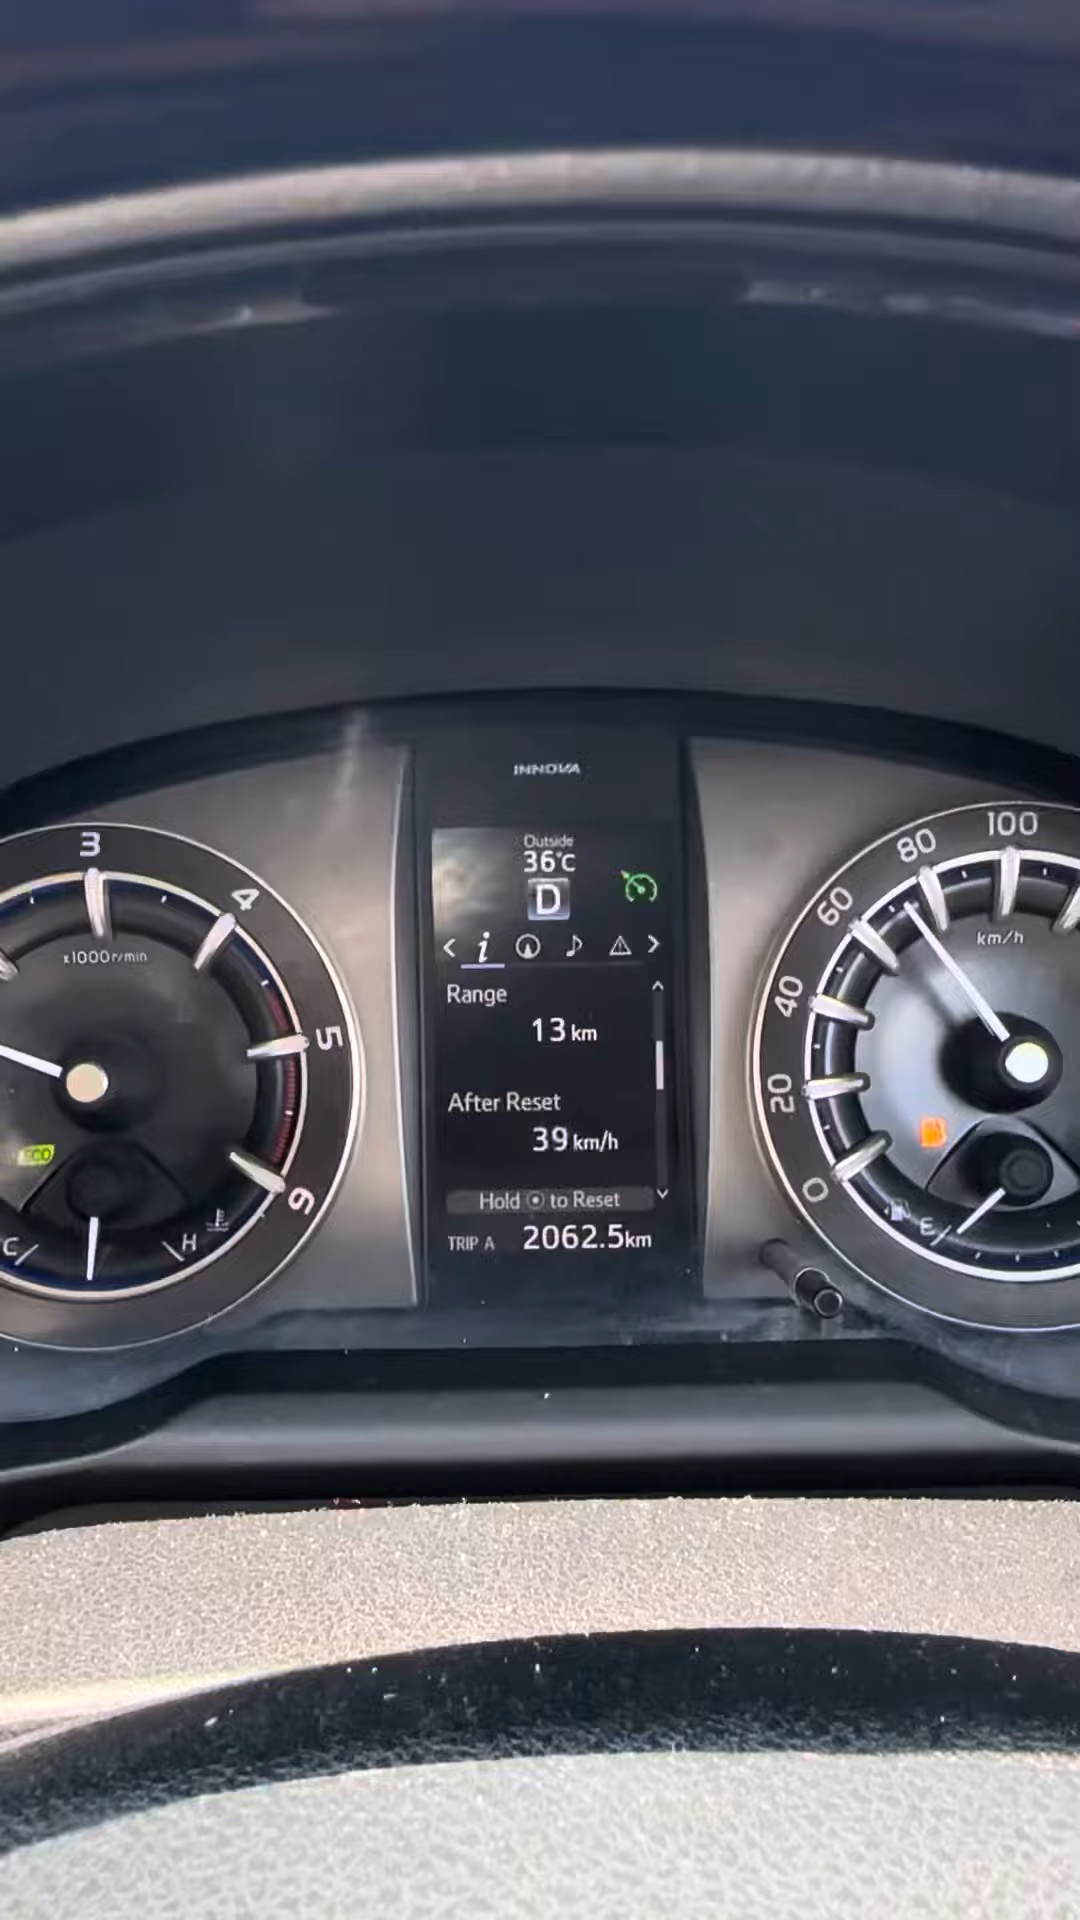 INNOVA
Outside
36°C
D
i
Range
13 km
After Reset
39 km/h
Hold to Reset
TRIP A 2062.5km
3
4
5
6
x1000r/min
ECO
C
H
0
20
40
60
80
100
km/h
E